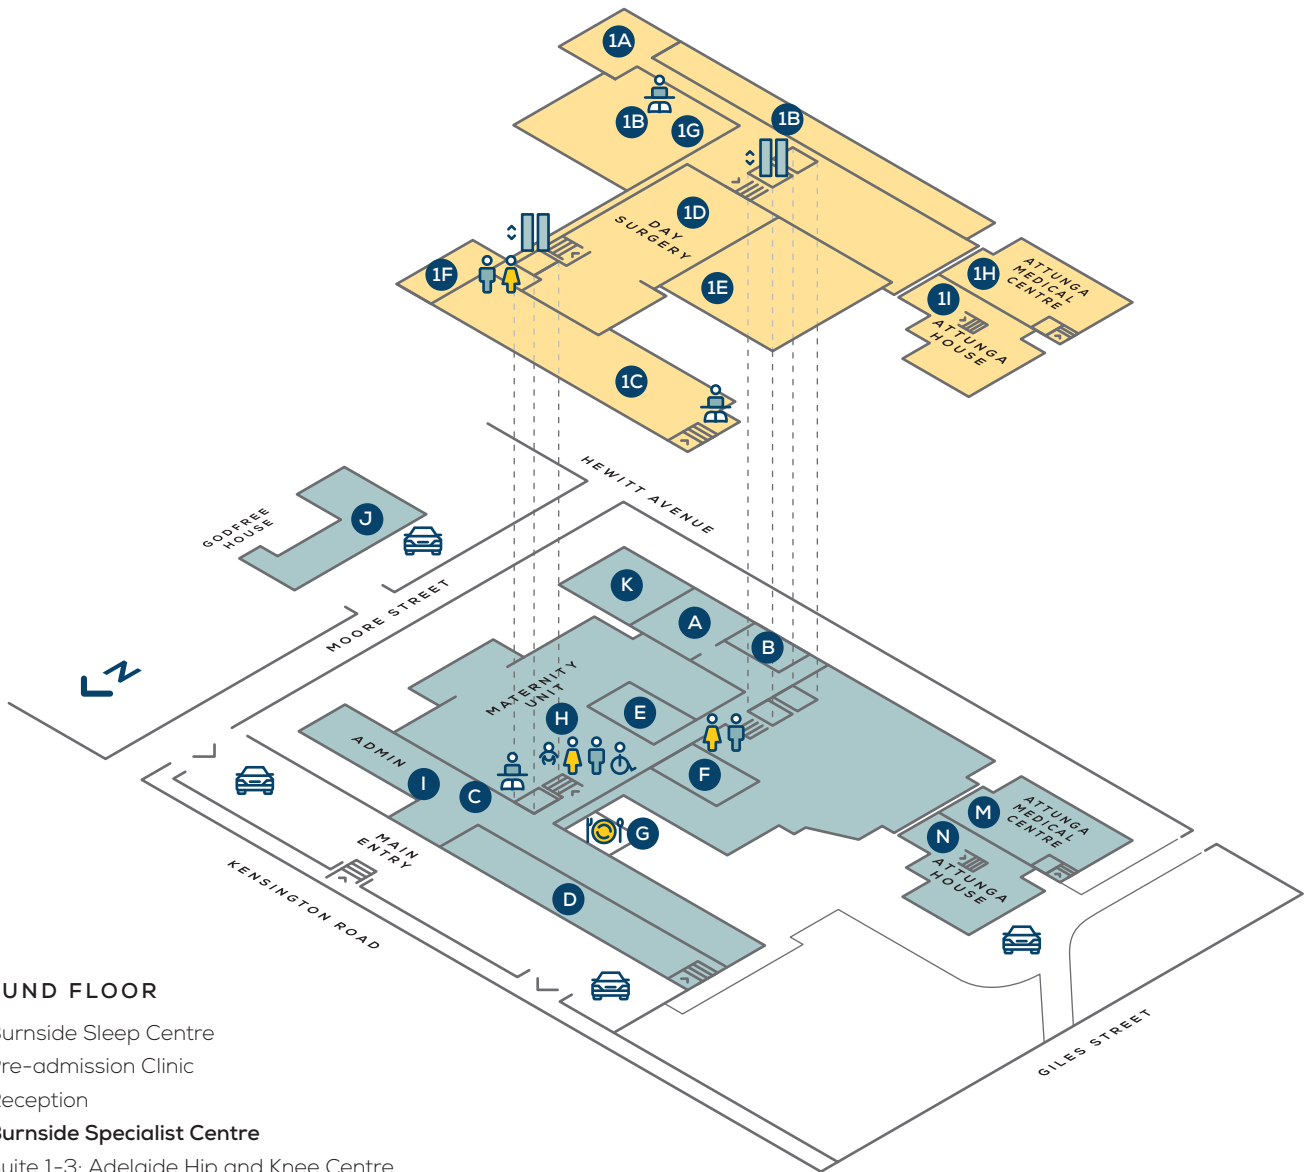 1A
1B
1G
1B
1D
DAY
SURGERY
1F
1E
1H
ATTUNGA
MEDICAL
CENTRE
1I
ATTUNGA
HOUSE
1C
HEWITT AVENUE
GODFREE
HOUSE
J
MOORE STREET
K
A
B
N
MATERNITY
UNIT
H
E
ADMIN
I
C
F
G
MAIN
ENTRY
M
ATTUNGA
MEDICAL
CENTRE
N
ATTUNGA
HOUSE
D
KENSINGTON ROAD
GILES STREET
UND FLOOR
urnside Sleep Centre
re-admission Clinic
eception
urnside Specialist Centre
uite 1-3: Adelaide Hip and Knee Centre